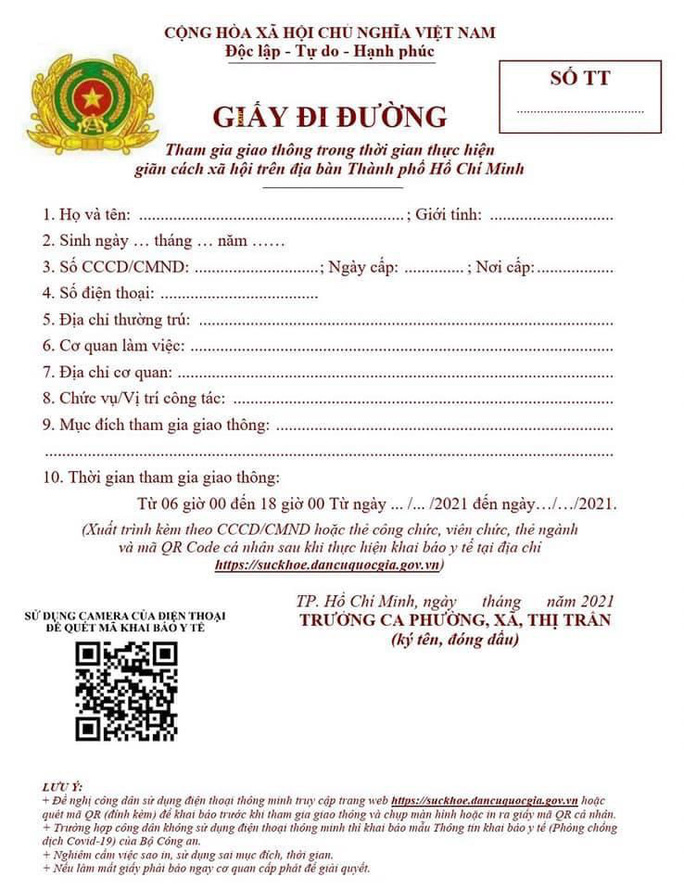 CỘNG HÒA XÃ HỘI CHỦ NGHĨA VIỆT NAM
Độc lập - Tự do - Hạnh phúc
SỐ TT
................................
GIẤY ĐI ĐƯỜNG
Tham gia giao thông trong thời gian thực hiện
giãn cách xã hội trên địa bàn Thành phố Hồ Chí Minh
1. Họ và tên: ........................................................ ; Giới tính: ..........................
2. Sinh ngày … tháng … năm ……
3. Số CCCD/CMND: .......................... ; Ngày cấp: ............. ; Nơi cấp:................
4. Số điện thoại: .................................
5. Địa chỉ thường trú: ........................................................................................
6. Cơ quan làm việc: ..........................................................................................
7. Địa chỉ cơ quan: .............................................................................................
8. Chức vụ/Vị trí công tác: .................................................................................
9. Mục đích tham gia giao thông: .......................................................................
.........................................................................................................................
10. Thời gian tham gia giao thông:
Từ 06 giờ 00 đến 18 giờ 00 Từ ngày ... /... /2021 đến ngày…/…/2021.
(Xuất trình kèm theo CCCD/CMND hoặc thẻ công chức, viên chức, thẻ ngành
và mã QR Code cá nhân sau khi thực hiện khai báo y tế tại địa chỉ
https://suckhoe.dancuquocgia.gov.vn)
TP. Hồ Chí Minh, ngày tháng năm 2021
TRƯỞNG CA PHƯỜNG, XÃ, THỊ TRẤN
(ký tên, đóng dấu)
SỬ DỤNG CAMERA CỦA ĐIỆN THOẠI
ĐỂ QUÉT MÃ KHAI BÁO Y TẾ
LƯU Ý:
+ Đề nghị công dân sử dụng điện thoại thông minh truy cập trang web https://suckhoe.dancuquocgia.gov.vn hoặc
quét mã QR (đính kèm) để khai báo trước khi tham gia giao thông và chụp màn hình hoặc in ra giấy mã QR cá nhân.
+ Trường hợp công dân không sử dụng điện thoại thông minh thì khai báo mẫu Thông tin khai báo y tế (Phòng chống
dịch Covid-19) của Bộ Công an.
+ Nghiêm cấm việc sao in, sử dụng sai mục đích, thời gian.
+ Nếu làm mất giấy phải báo ngay cơ quan cấp phát để giải quyết.